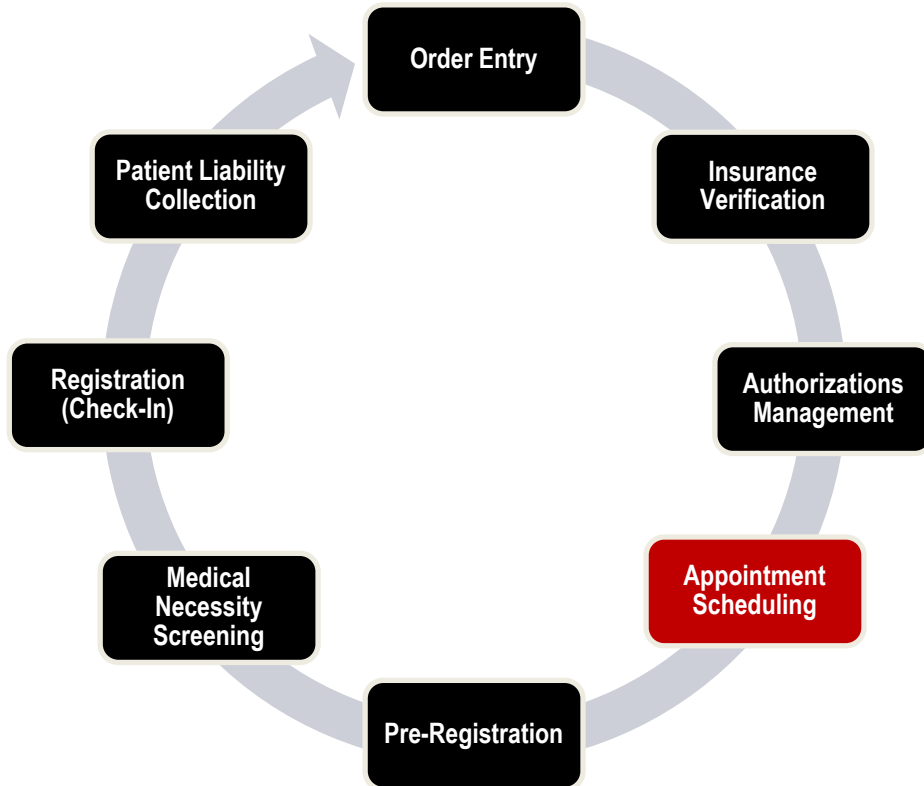 Order Entry
Insurance
Verification
Authorizations
Management
Appointment
Scheduling
Pre-Registration
Medical
Necessity
Screening
Registration
(Check-In)
Patient Liability
Collection